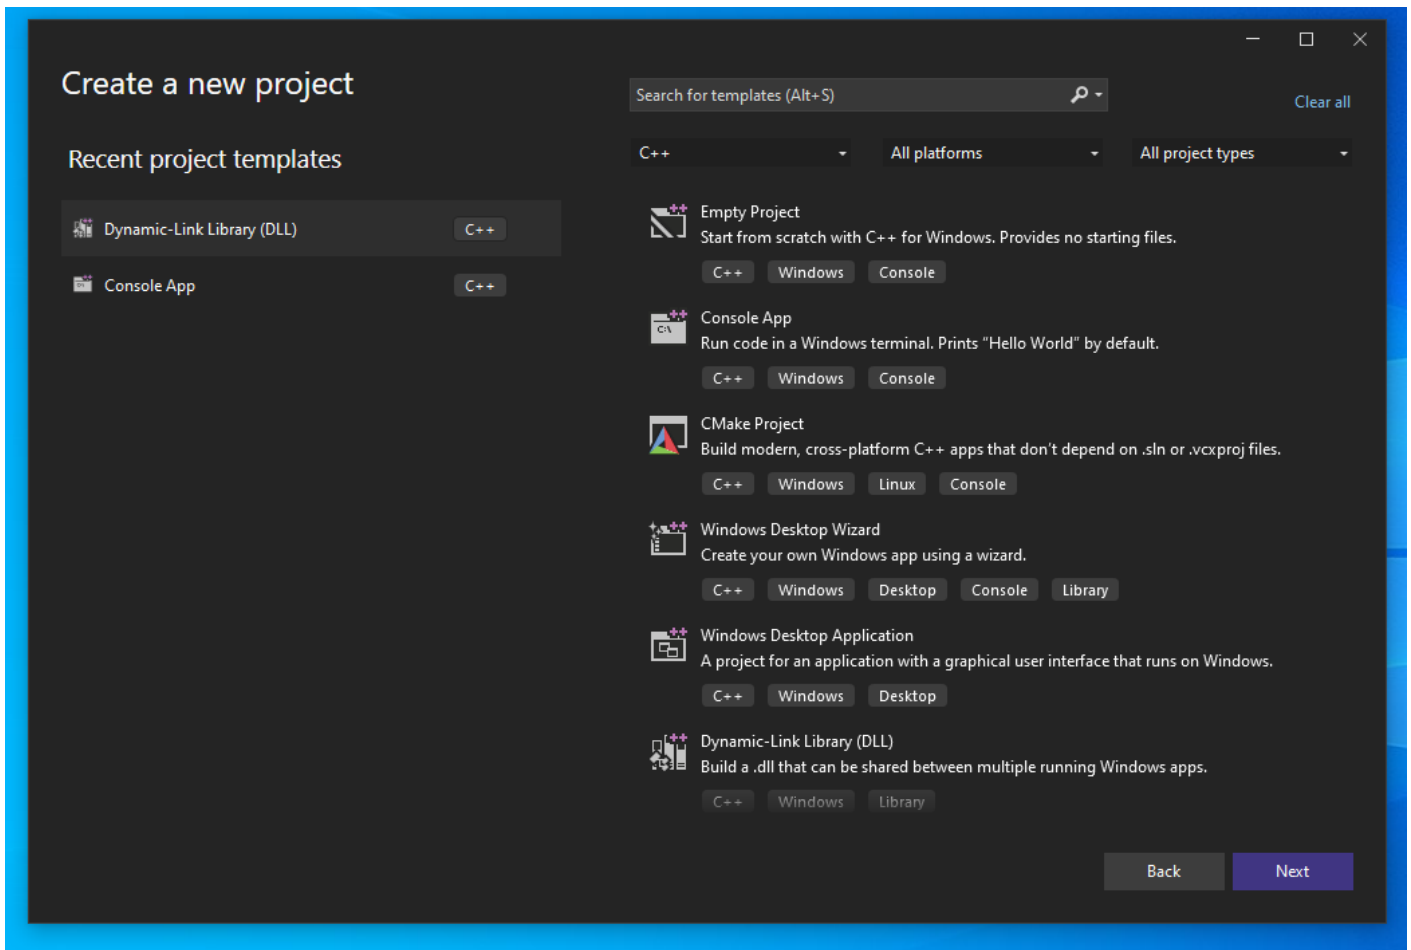 Create a new project
Search for templates (Alt+S)
Clear all
Recent project templates
C++
All platforms
All project types
Dynamic-Link Library (DLL)
C++
Console App
C++
Empty Project
Start from scratch with C++ for Windows. Provides no starting files.
C++ Windows Console
Console App
C:\
Run code in a Windows terminal. Prints “Hello World” by default.
C++ Windows Console
CMake Project
Build modern, cross-platform C++ apps that don’t depend on .sln or .vcxproj files.
C++ Windows Linux Console
Windows Desktop Wizard
Create your own Windows app using a wizard.
C++ Windows Desktop Console Library
Windows Desktop Application
A project for an application with a graphical user interface that runs on Windows.
C++ Windows Desktop
Dynamic-Link Library (DLL)
Build a .dll that can be shared between multiple running Windows apps.
C++ Windows Library
Back
Next